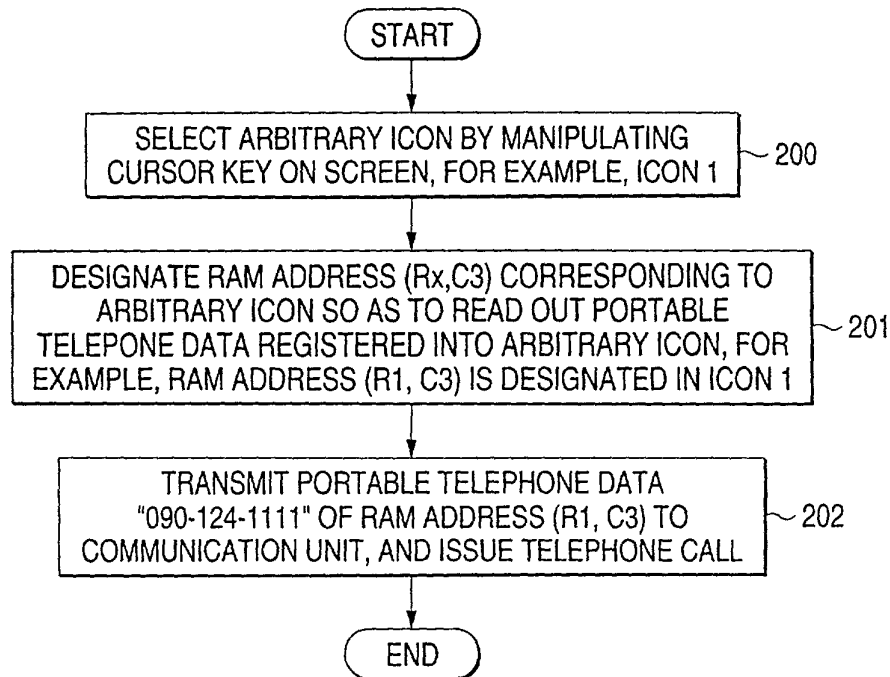 START
SELECT ARBITRARY ICON BY MANIPULATING
CURSOR KEY ON SCREEN, FOR EXAMPLE, ICON 1
200
DESIGNATE RAM ADDRESS (Rx,C3) CORRESPONDING TO
ARBITRARY ICON SO AS TO READ OUT PORTABLE
TELEPONE DATA REGISTERED INTO ARBITRARY ICON, FOR
EXAMPLE, RAM ADDRESS (R1, C3) IS DESIGNATED IN ICON 1
201
TRANSMIT PORTABLE TELEPHONE DATA
"090-124-1111" OF RAM ADDRESS (R1, C3) TO
COMMUNICATION UNIT, AND ISSUE TELEPHONE CALL
202
END